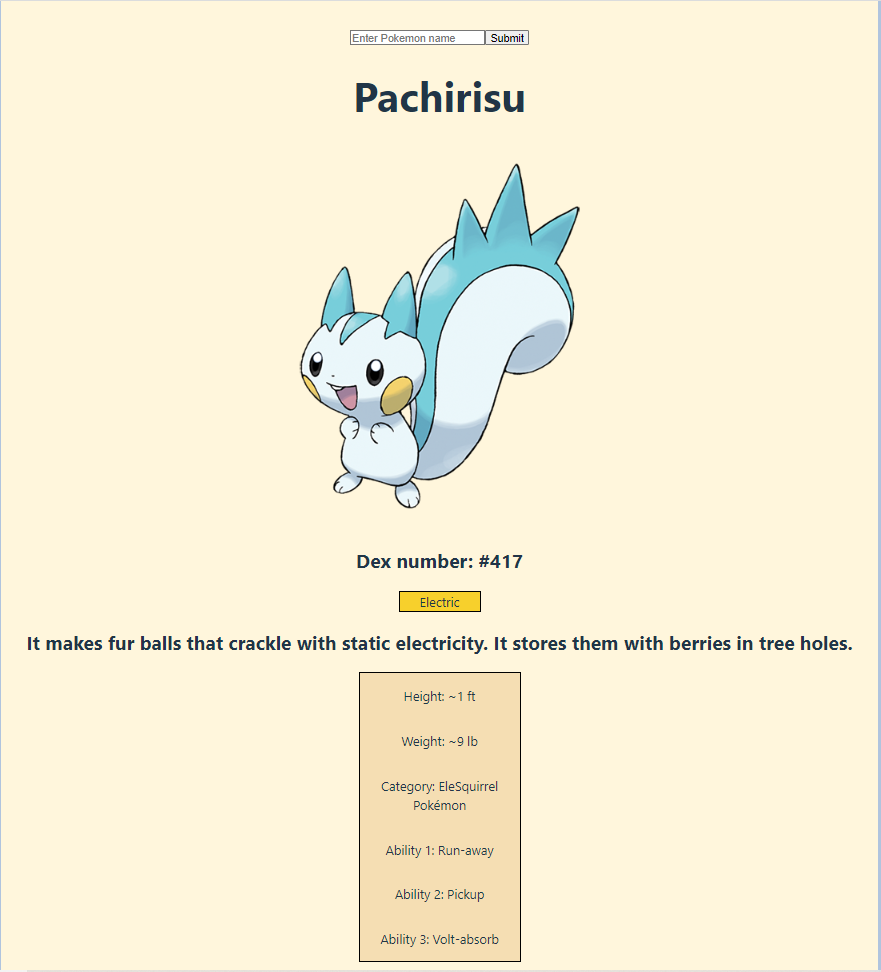 Enter Pokemon name Submit
Pachirisu
Dex number: #417
Electric
It makes fur balls that crackle with static electricity. It stores them with berries in tree holes.
Height: ~1 ft
Weight: ~9 lb
Category: EleSquirrel
Pokémon
Ability 1: Run-away
Ability 2: Pickup
Ability 3: Volt-absorb